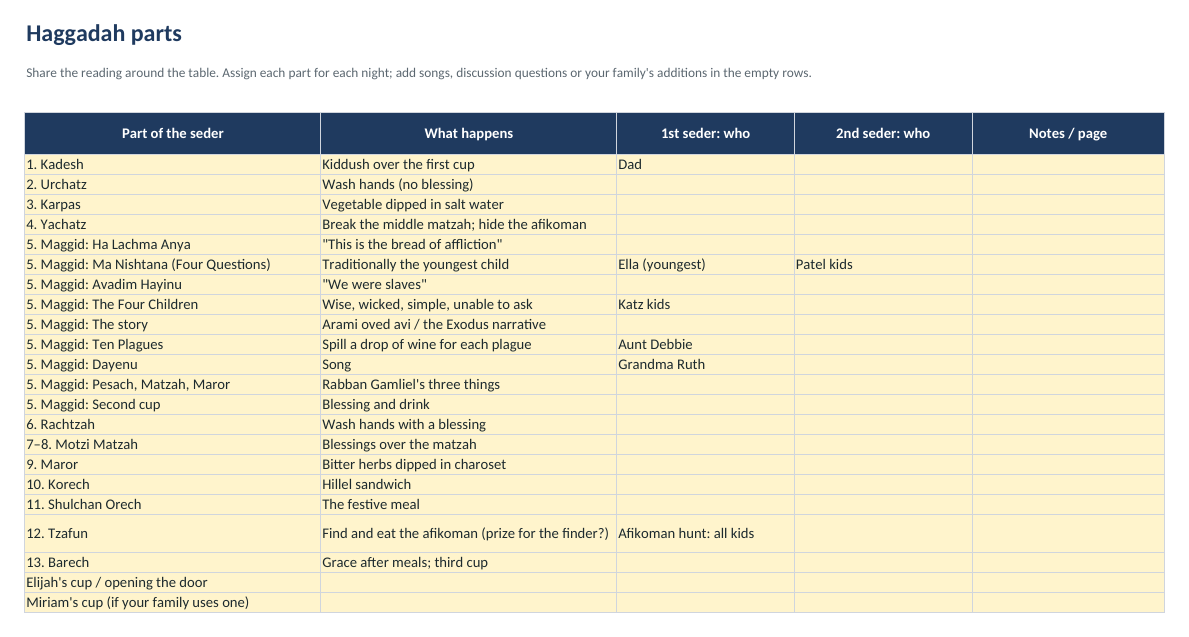 Haggadah parts
Share the reading around the table. Assign each part for each night; add songs, discussion questions or your family's additions in the empty rows.
Part of the seder What happens 1st seder: who 2nd seder: who Notes / page
1. Kadesh Kiddush over the first cup Dad
2. Urchatz Wash hands (no blessing)
3. Karpas Vegetable dipped in salt water
4. Yachatz Break the middle matzah; hide the afikoman
5. Maggid: Ha Lachma Anya "This is the bread of affliction"
5. Maggid: Ma Nishtana (Four Questions) Traditionally the youngest child Ella (youngest) Patel kids
5. Maggid: Avadim Hayinu "We were slaves"
5. Maggid: The Four Children Wise, wicked, simple, unable to ask Katz kids
5. Maggid: The story Arami oved avi / the Exodus narrative
5. Maggid: Ten Plagues Spill a drop of wine for each plague Aunt Debbie
5. Maggid: Dayenu Song Grandma Ruth
5. Maggid: Pesach, Matzah, Maror Rabban Gamliel's three things
5. Maggid: Second cup Blessing and drink
6. Rachtzah Wash hands with a blessing
7–8. Motzi Matzah Blessings over the matzah
9. Maror Bitter herbs dipped in charoset
10. Korech Hillel sandwich
11. Shulchan Orech The festive meal
12. Tzafun Find and eat the afikoman (prize for the finder?) Afikoman hunt: all kids
13. Barech Grace after meals; third cup
Elijah's cup / opening the door
Miriam's cup (if your family uses one)